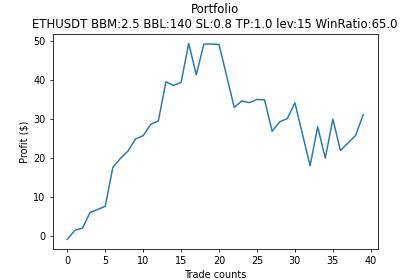 Portfolio
ETHUSDT BBM:2.5 BBL:140 SL:0.8 TP:1.0 lev:15 WinRatio:65.0
50
40
30
20
10
0
Profit ($)
0 5 10 15 20 25 30 35 40
Trade counts